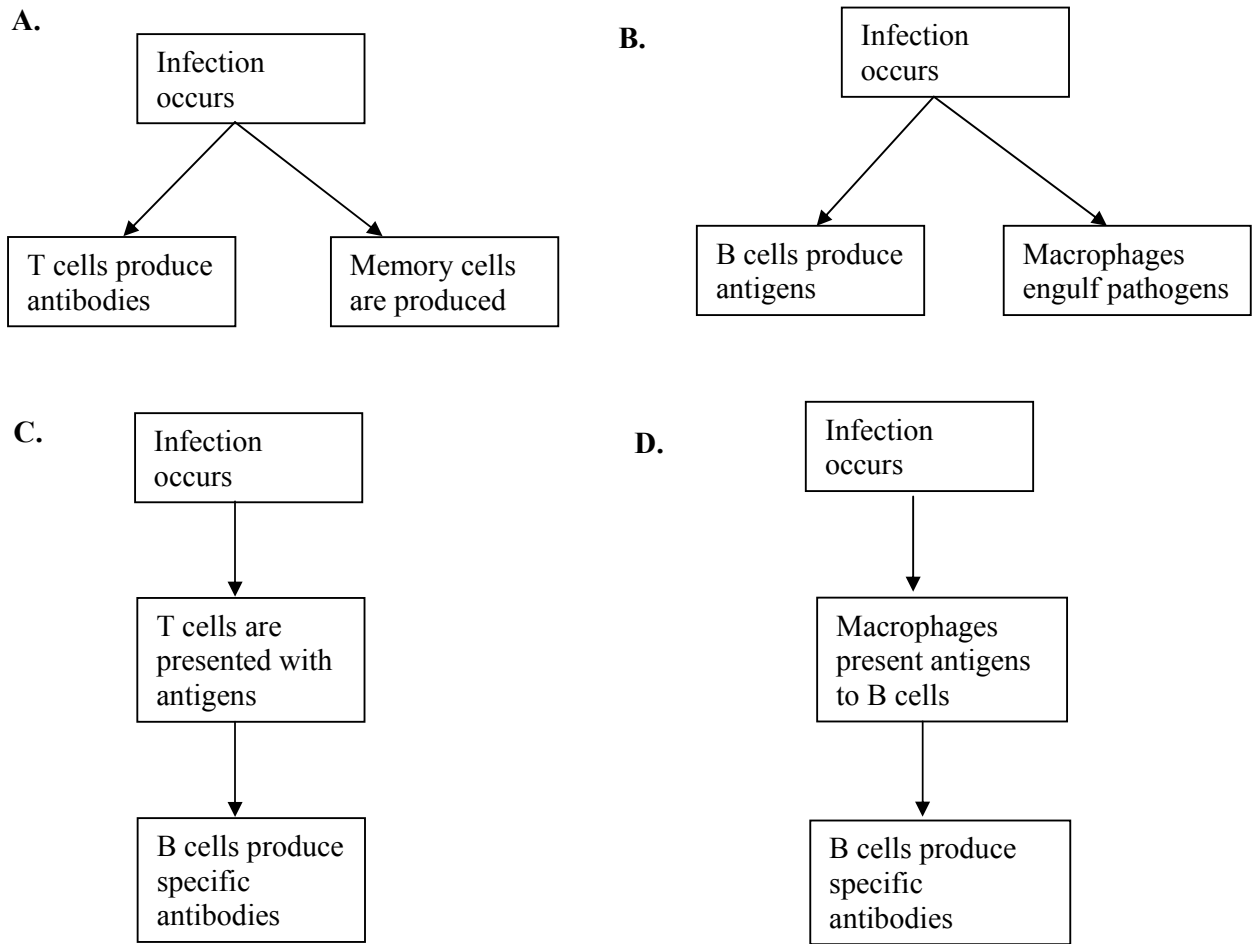 A.
Infection
occurs
T cells produce
antibodies
Memory cells
are produced
B.
Infection
occurs
B cells produce
antigens
Macrophages
engulf pathogens
C.
Infection
occurs
T cells are
presented with
antigens
B cells produce
specific
antibodies
D.
Infection
occurs
Macrophages
present antigens
to B cells
B cells produce
specific
antibodies